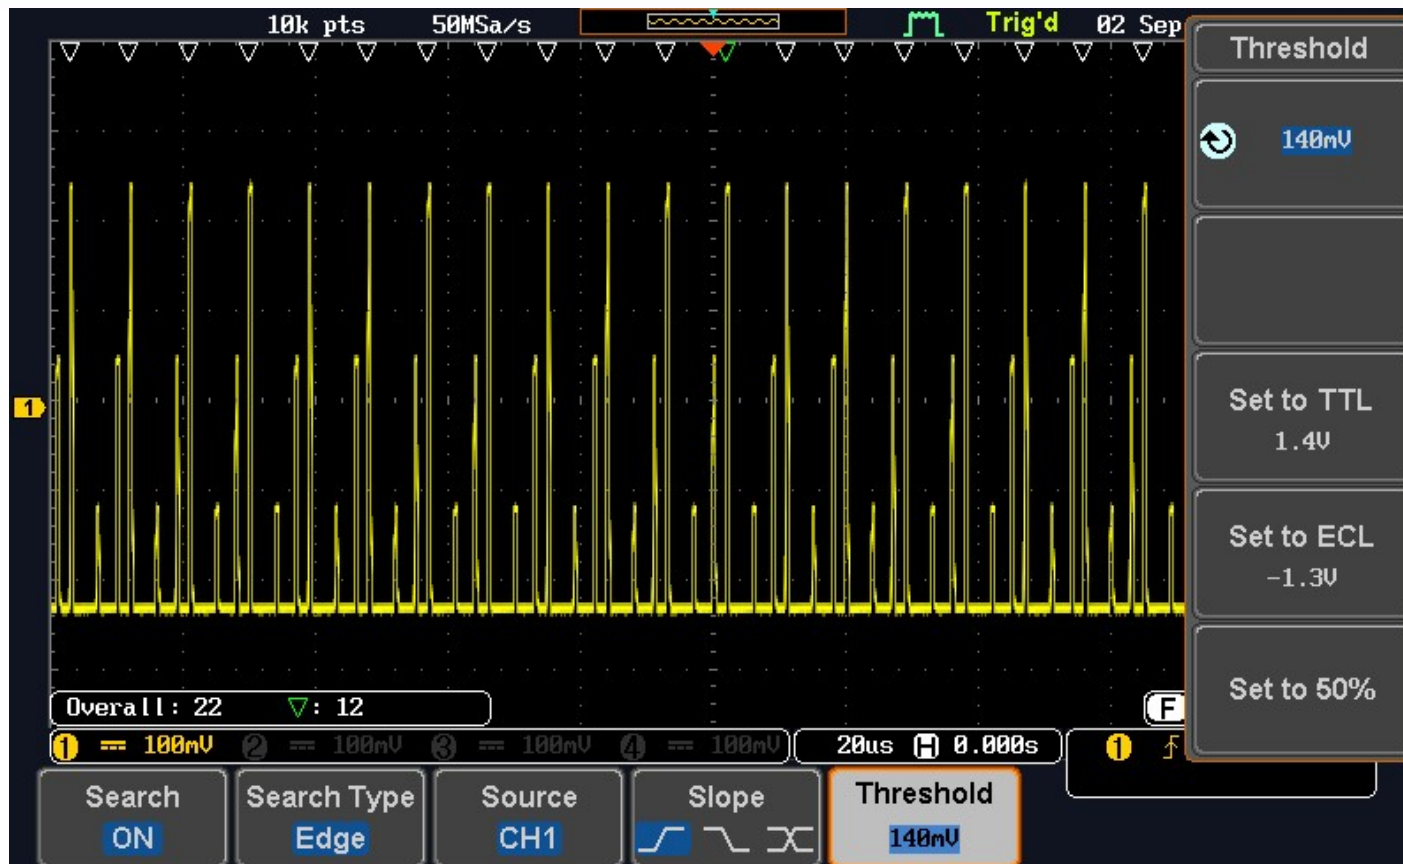 10k pts 50MSa/s Trig'd 02 Sep
Threshold
140mV
1
Set to TTL
1.4V
Set to ECL
-1.3V
Set to 50%
Overall: 22 ▽: 12
F
1 100mV 2 100mV 3 100mV 4 100mV 20us H 0.000s 1
Search
ON
Search Type
Edge
Source
CH1
Slope
Threshold
140mV